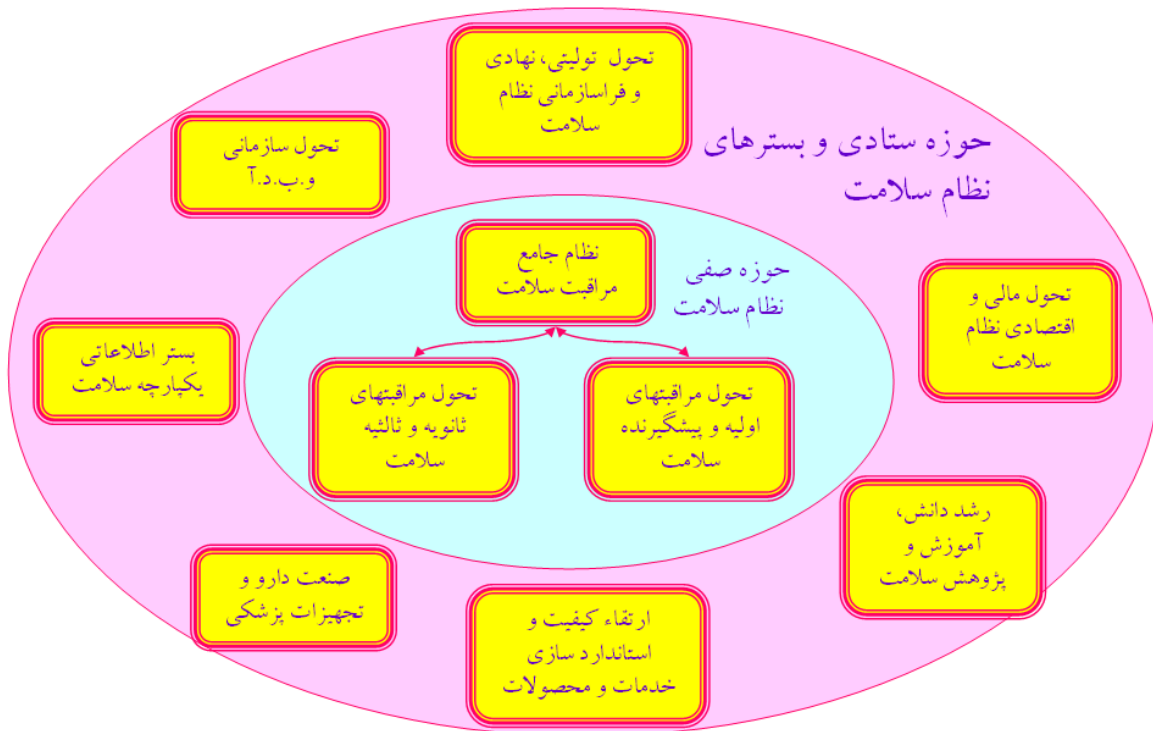 تحول تولیتی، نهادی
و فراسازمانی نظام
سلامت
حوزه ستادی و بسترهای
نظام سلامت
تحول سازمانی
و.ب.د.آ
نظام جامع
مراقبت سلامت
حوزه صفی
نظام سلامت
تحول مالی و
اقتصادی نظام
سلامت
بستر اطلاعاتی
یکپارچه سلامت
تحول مراقبتهای
اولیه و پیشگیرنده
سلامت
تحول مراقبتهای
ثانویه و ثالثیه
سلامت
رشد دانش،
آموزش و
پژوهش سلامت
صنعت دارو و
تجهیزات پزشکی
ارتقاء کیفیت و
استاندارد سازی
خدمات و محصولات